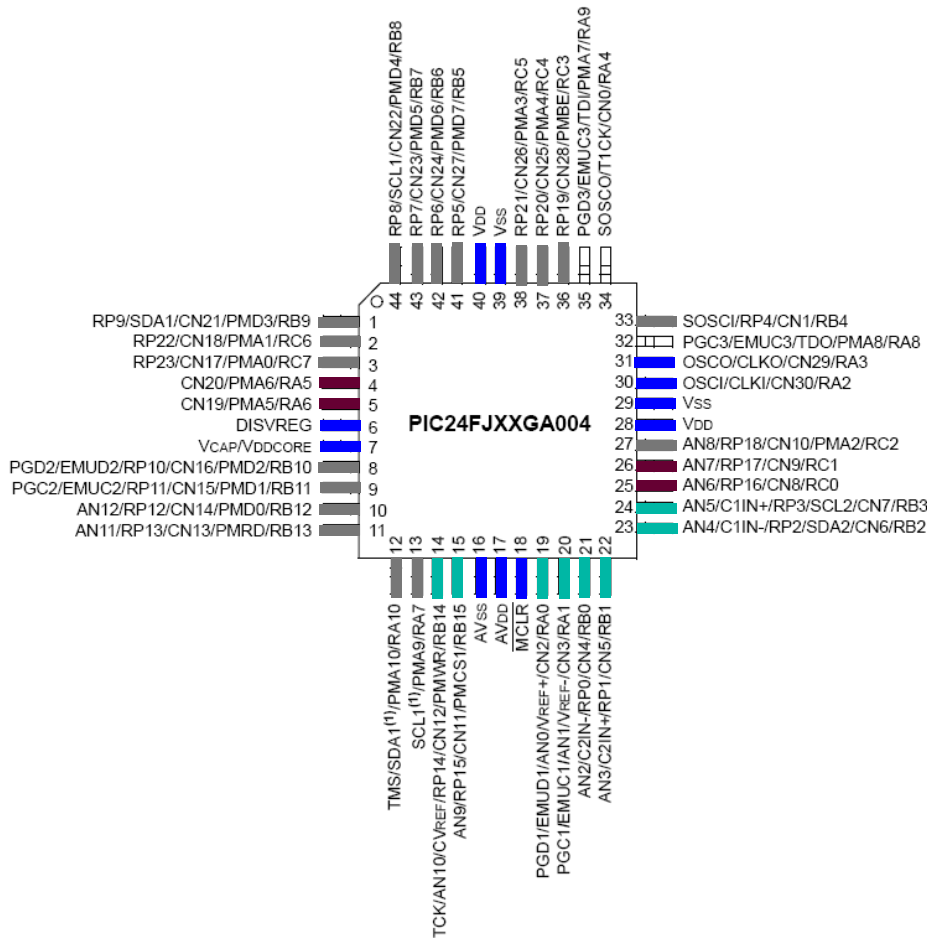 RP8/SCL1/CN22/PMD4/RB8
RP7/CN23/PMD5/RB7
RP6/CN24/PMD6/RB6
RP5/CN27/PMD7/RB5
VDD
VSS
RP21/CN26/PMA3/RC5
RP20/CN25/PMA4/RC4
RP19/CN28/PMBE/RC3
PGD3/EMUC3/TDI/PMA7/RA9
SOSCO/T1CK/CN0/RA4
44 43 42 41 40 39 38 37 36 35 34
RP9/SDA1/CN21/PMD3/RB9 1
RP22/CN18/PMA1/RC6 2
RP23/CN17/PMA0/RC7 3
CN20/PMA6/RA5 4
CN19/PMA5/RA6 5
DISVREG 6
VCAP/VDDCORE 7
PGD2/EMUD2/RP10/CN16/PMD2/RB10 8
PGC2/EMUC2/RP11/CN15/PMD1/RB11 9
AN12/RP12/CN14/PMD0/RB12 10
AN11/RP13/CN13/PMRD/RB13 11
PIC24FJXXGA004
33 SOSCI/RP4/CN1/RB4
32 PGC3/EMUC3/TDO/PMA8/RA8
31 OSCO/CLKO/CN29/RA3
30 OSCI/CLKI/CN30/RA2
29 VSS
28 VDD
27 AN8/RP18/CN10/PMA2/RC2
26 AN7/RP17/CN9/RC1
25 AN6/RP16/CN8/RC0
24 AN5/C1IN+/RP3/SCL2/CN7/RB3
23 AN4/C1IN-/RP2/SDA2/CN6/RB2
12 13 14 15 16 17 18 19 20 21 22
TMS/SDA1(1)/PMA10/RA10
SCL1(1)/PMA9/RA7
TCK/AN10/CVREF/RP14/CN12/PMWR/RB14
AN9/RP15/CN11/PMCS1/RB15
AVSS
AVDD
MCLR
PGD1/EMUD1/AN0/VREF+/CN2/RA0
PGC1/EMUC1/AN1/VREF-/CN3/RA1
AN2/C2IN-/RP0/CN4/RB0
AN3/C2IN+/RP1/CN5/RB1